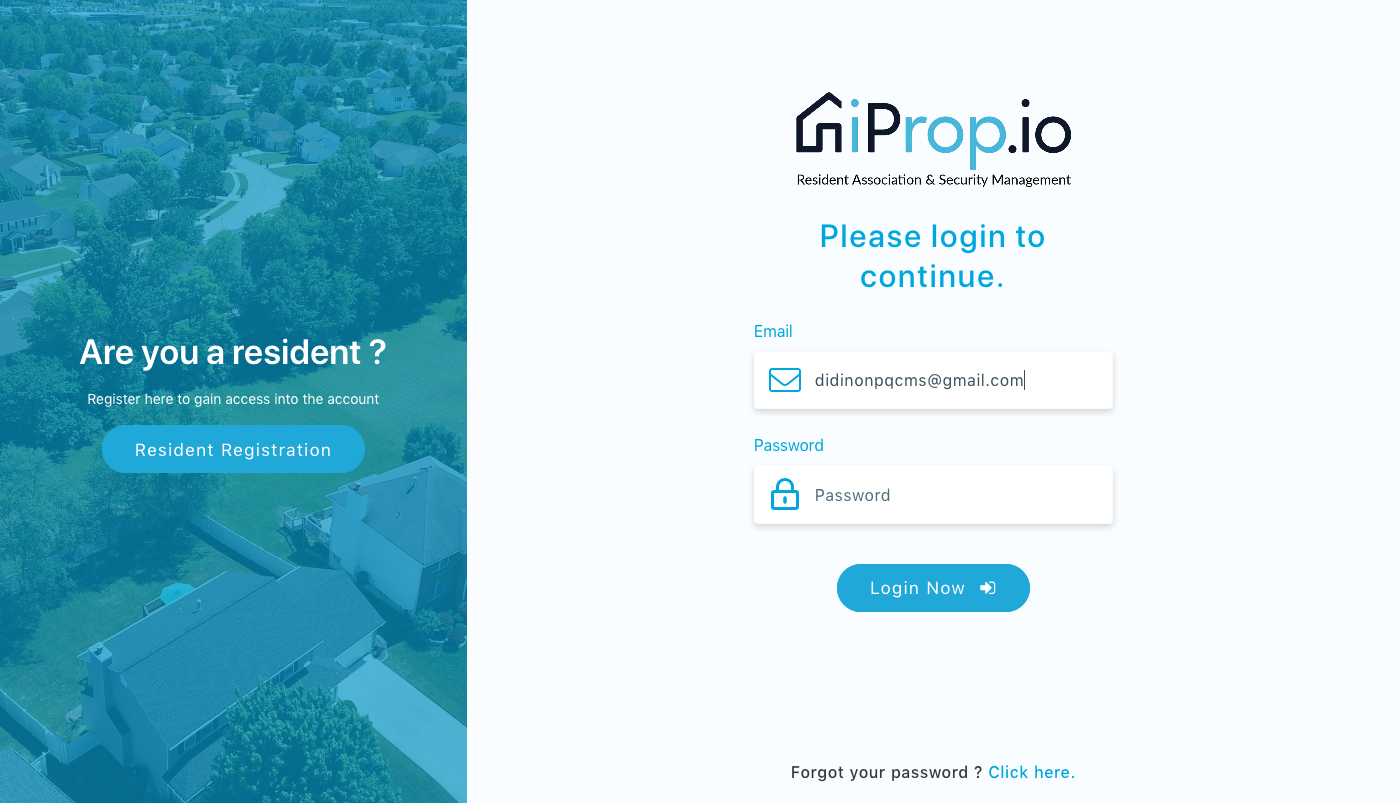 Are you a resident ?
Register here to gain access into the account
Resident Registration
iProp.io
Resident Association & Security Management
Please login to
continue.
Email
didinonpqcms@gmail.com
Password
Password
Login Now
Forgot your password ? Click here.